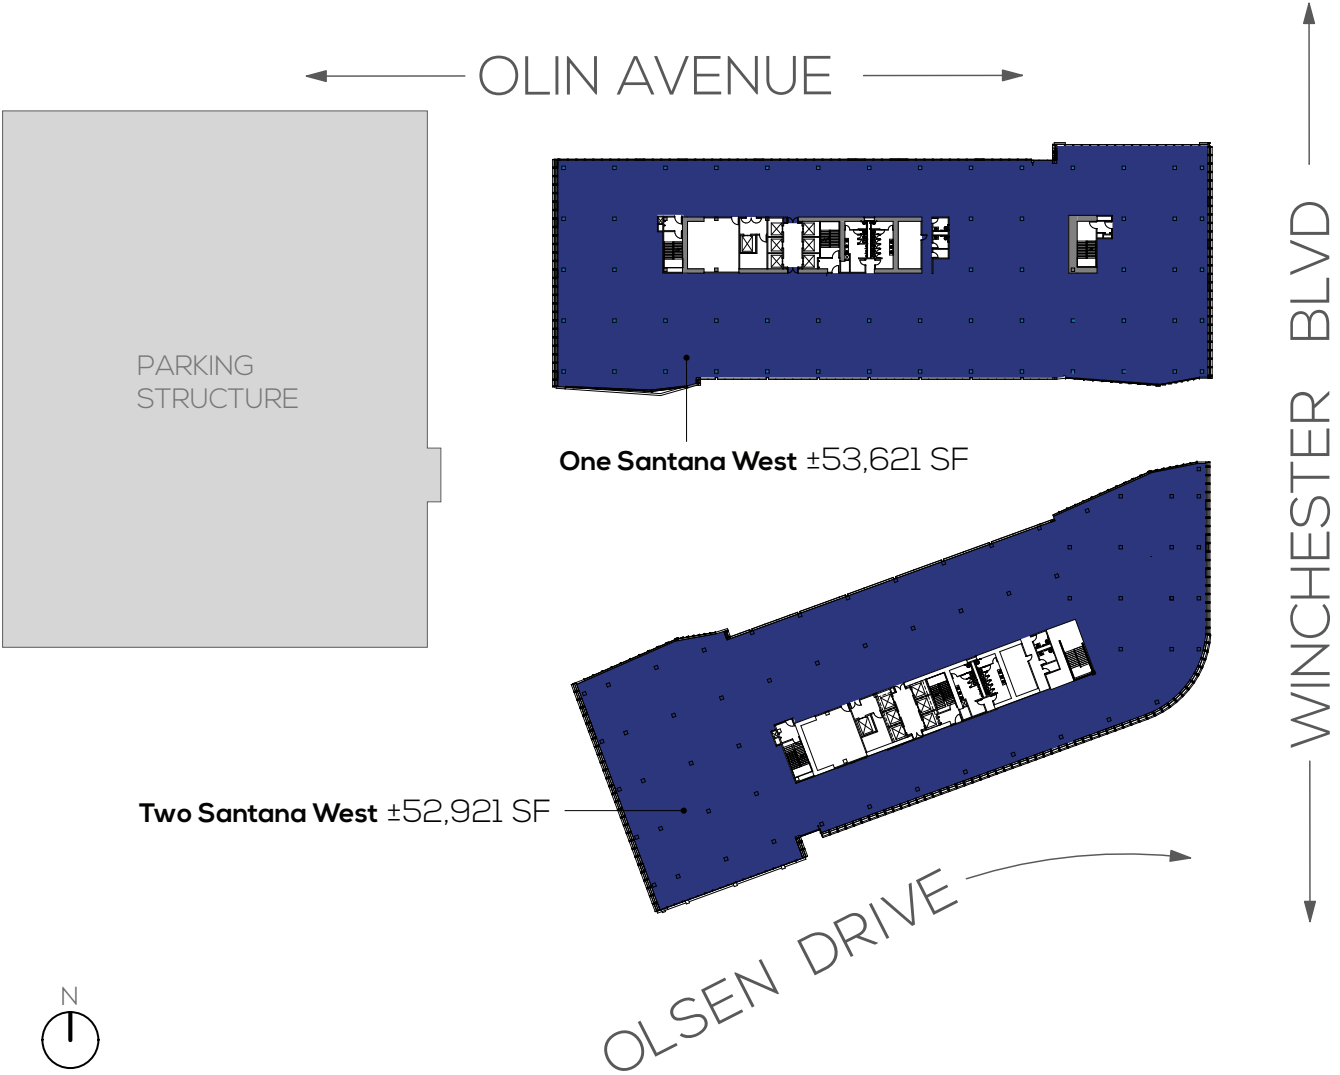 OLIN AVENUE
WINCHESTER BLVD
PARKING
STRUCTURE
One Santana West ±53,621 SF
Two Santana West ±52,921 SF
OLSEN DRIVE
N